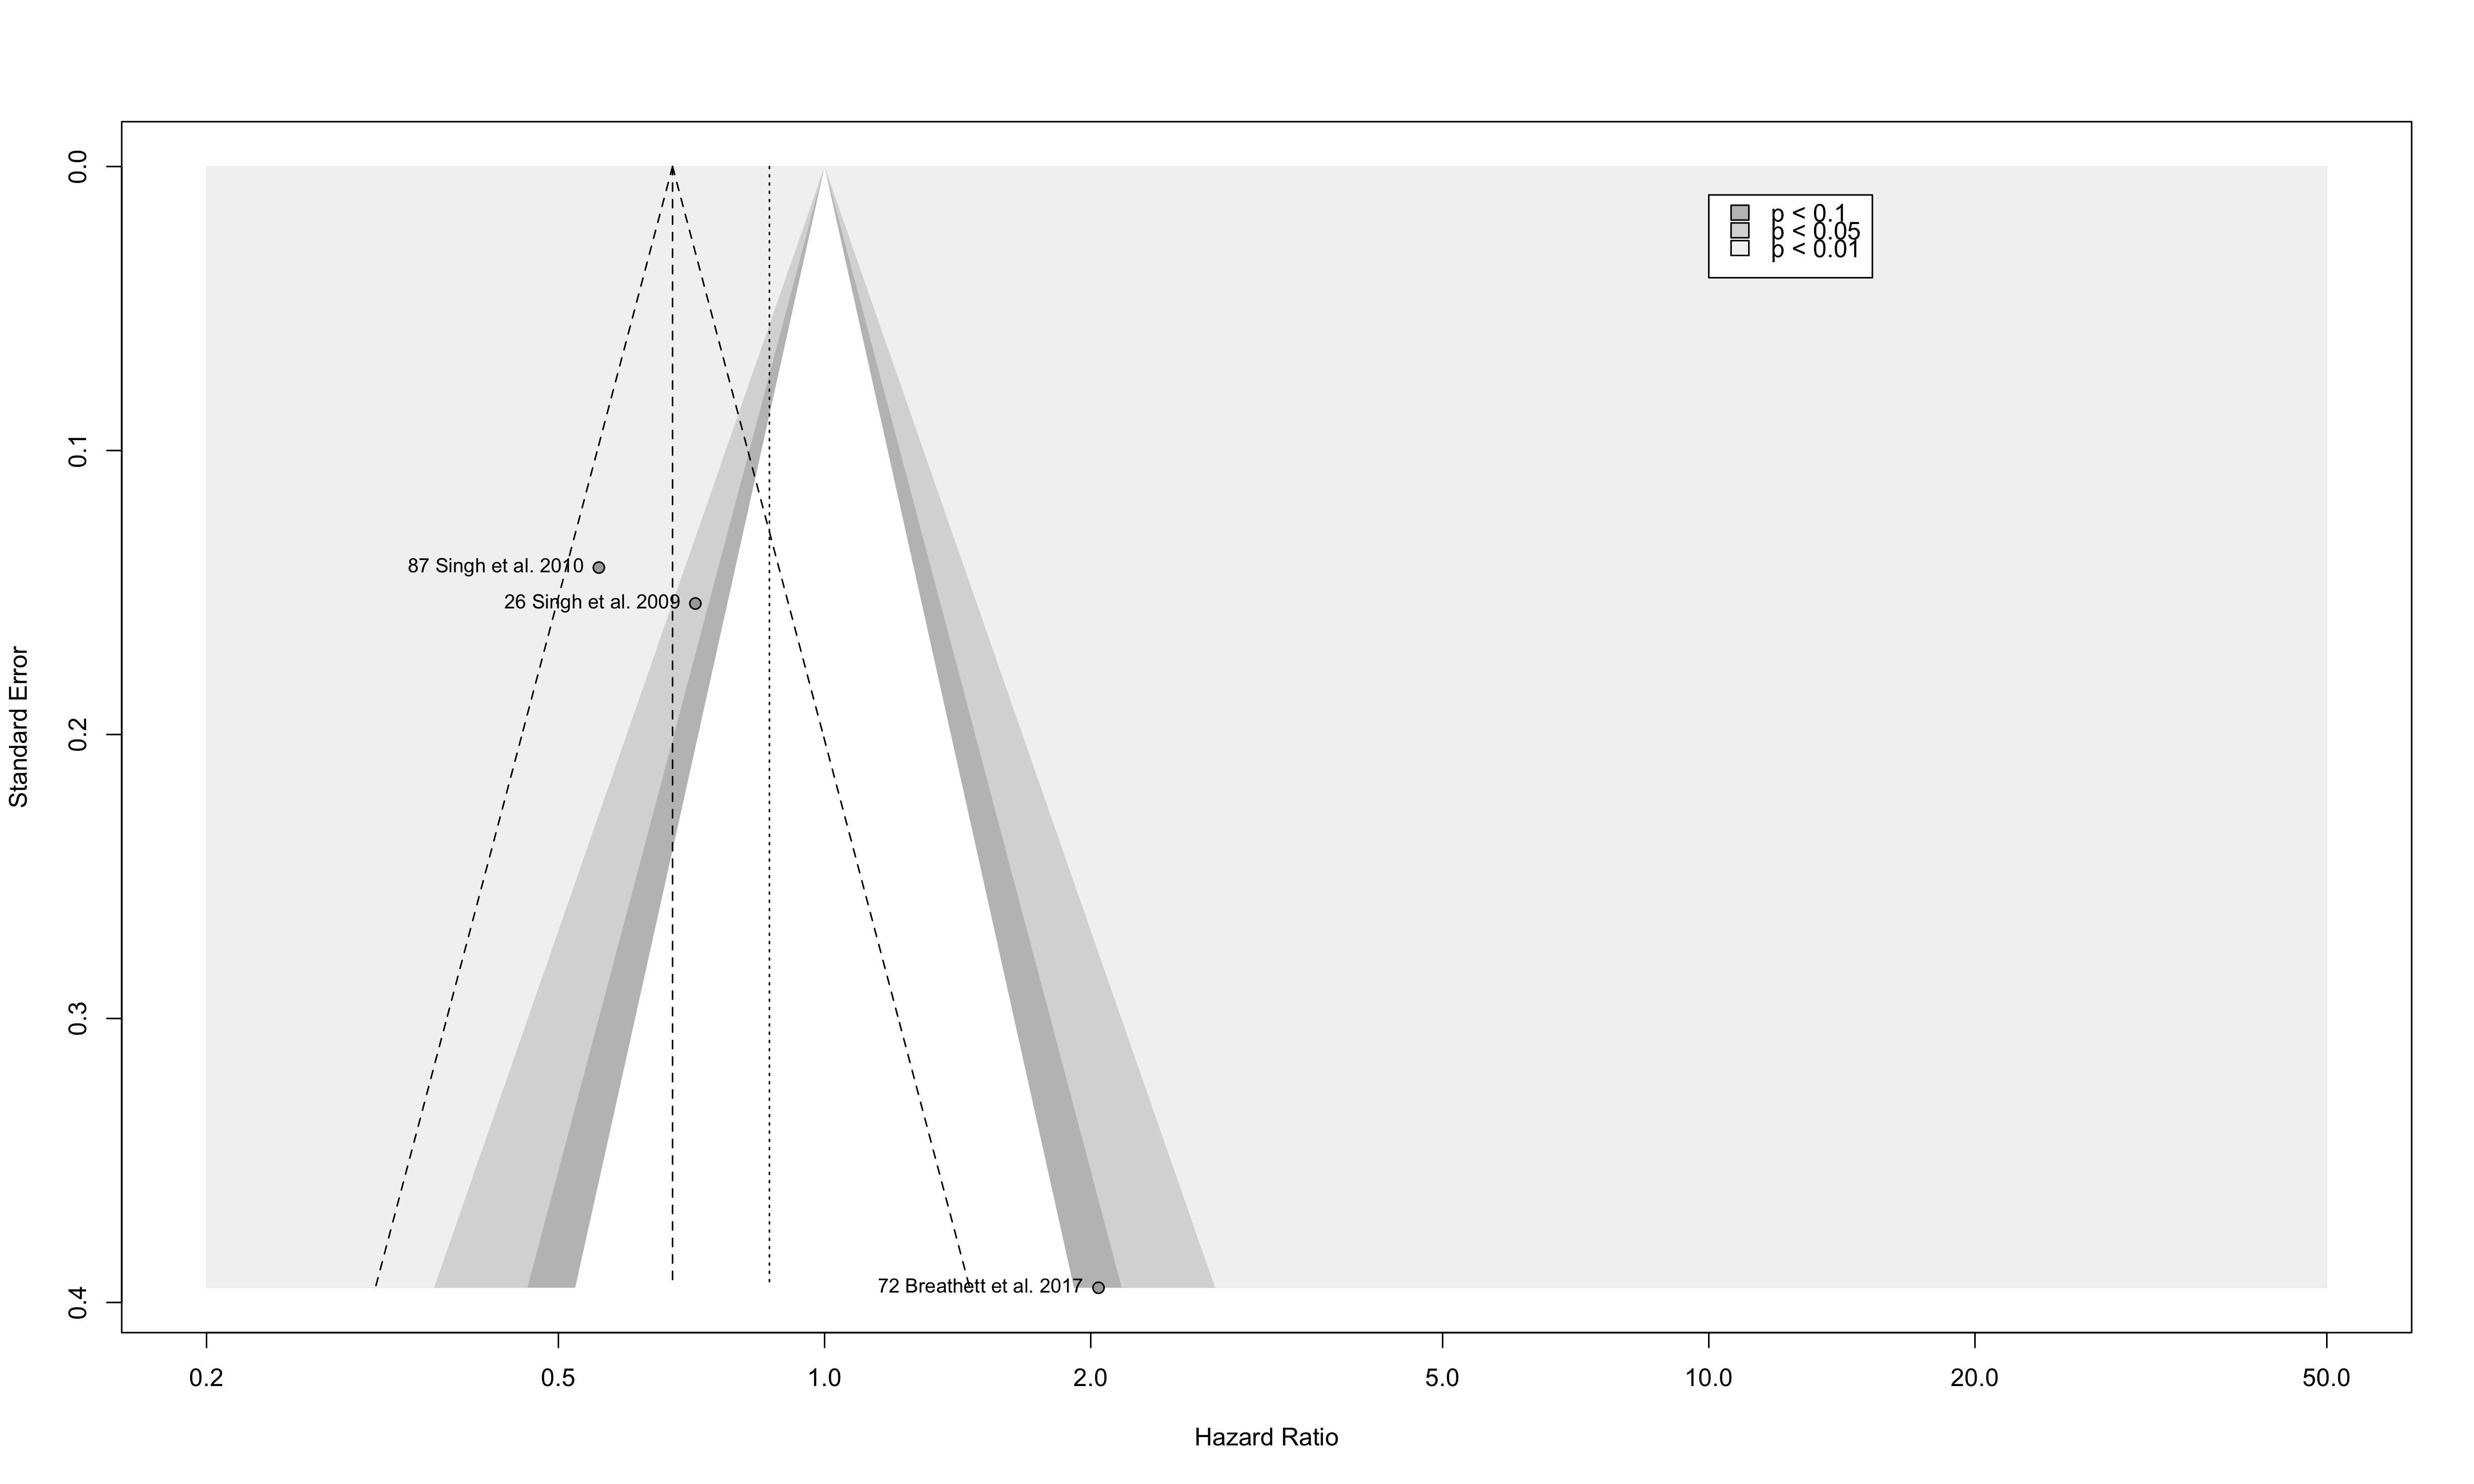 0.0
0.1
0.2
0.3
0.4
Standard Error
p < 0.1
p < 0.05
p < 0.01
87 Singh et al. 2010
26 Singh et al. 2009
72 Breathett et al. 2017
0.2 0.5 1.0 2.0 5.0 10.0 20.0 50.0
Hazard Ratio